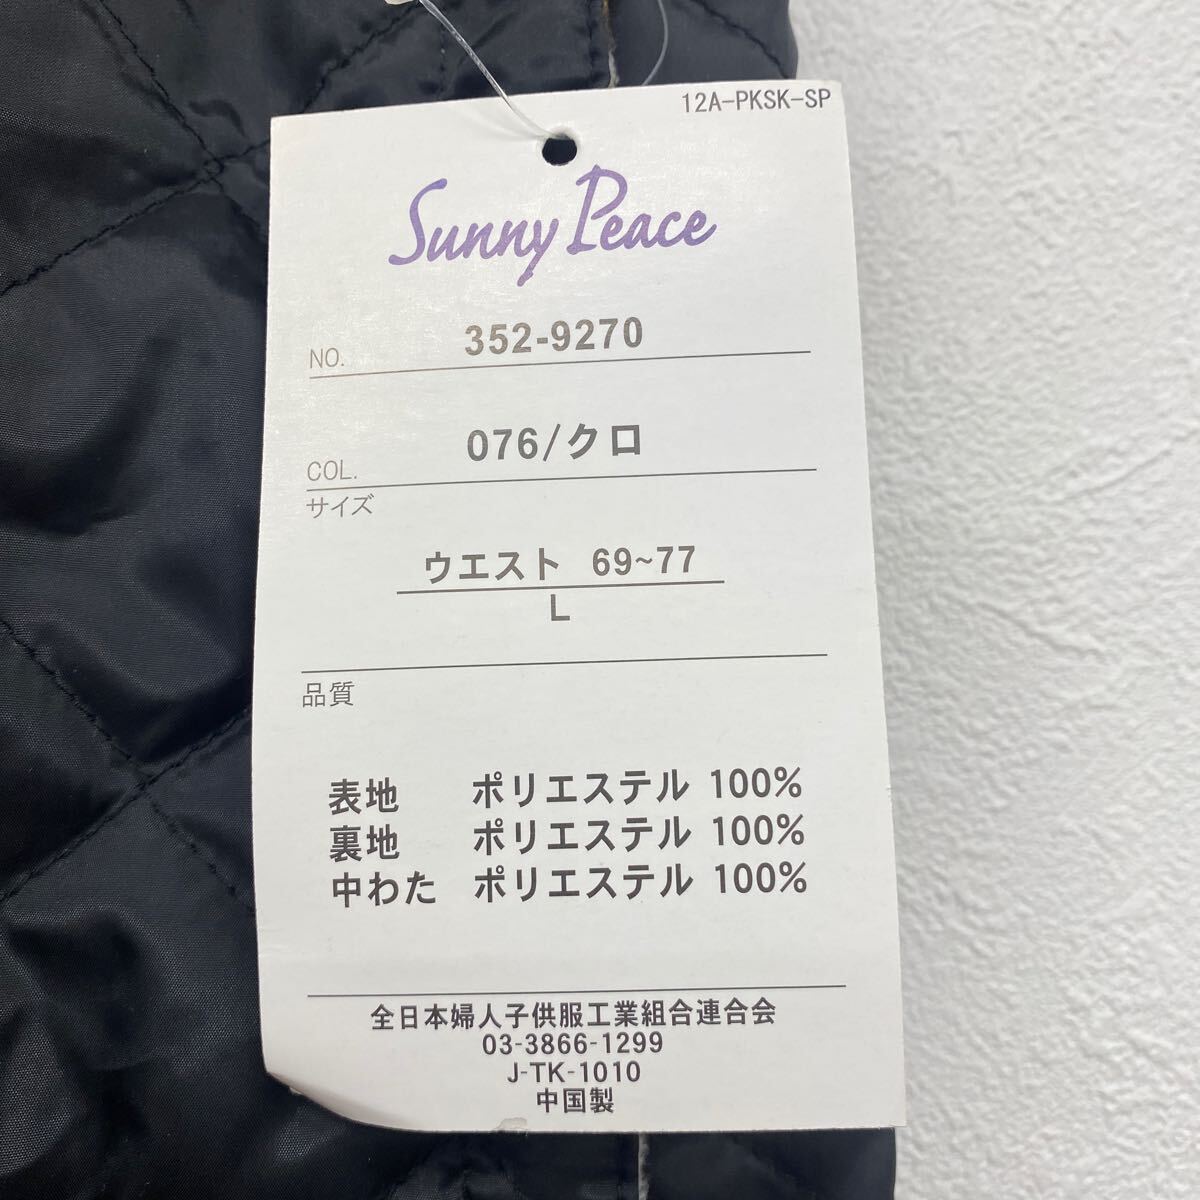 12A-PKSK-SP
Sunny Peace
NO. 352-9270
COL. 076/クロ
サイズ
ウエスト 69~77
L
品質
表地 ポリエステル 100%
裏地 ポリエステル 100%
中わた ポリエステル 100%
全日本婦人子供服工業組合連合会
03-3866-1299
J-TK-1010
中国製